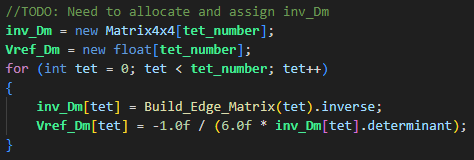 //TODO: Need to allocate and assign inv_Dm
inv_Dm = new Matrix4x4[tet_number];
Vref_Dm = new float[tet_number];
for (int tet = 0; tet < tet_number; tet++)
{
    inv_Dm[tet] = Build_Edge_Matrix(tet).inverse;
    Vref_Dm[tet] = -1.0f / (6.0f * inv_Dm[tet].determinant);
}